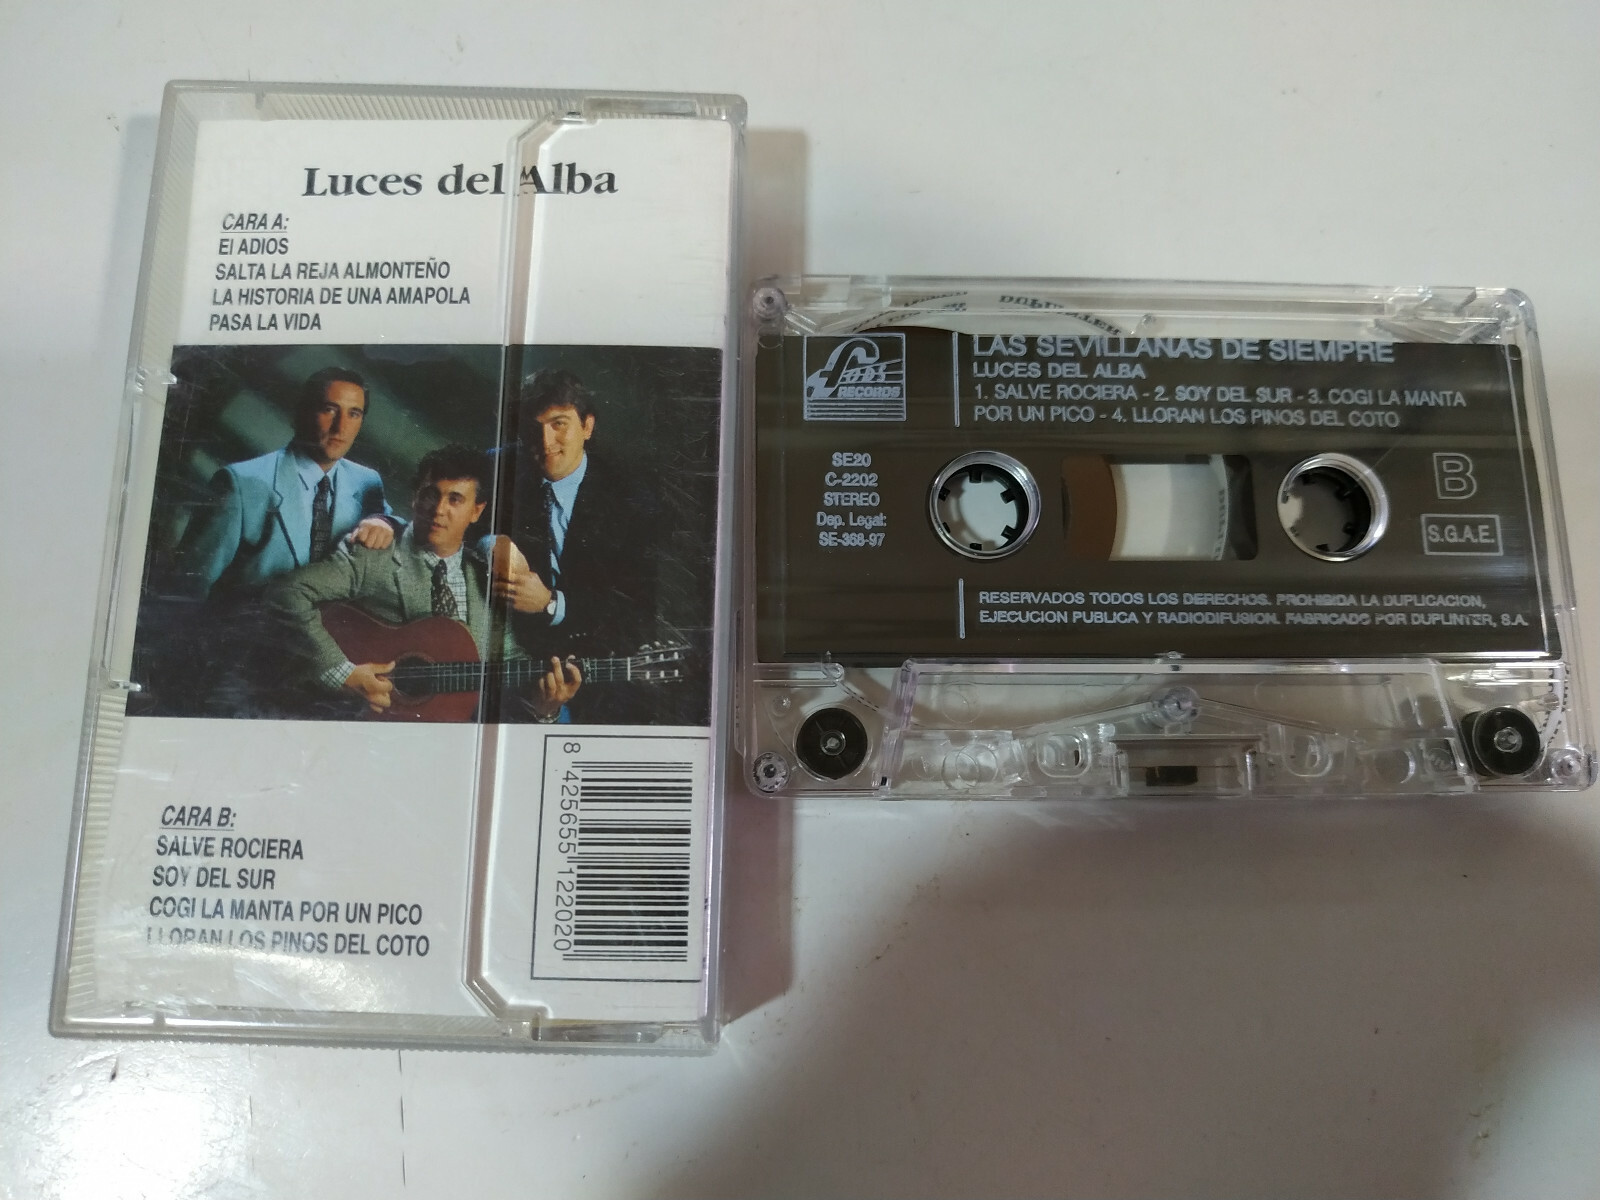 Luces del Alba
CARA A:
El ADIOS
SALTA LA REJA ALMONTEÑO
LA HISTORIA DE UNA AMAPOLA
PASA LA VIDA
CARA B:
SALVE ROCIERA
SOY DEL SUR
COGI LA MANTA POR UN PICO
LLORAN LOS PINOS DEL COTO
8 425655 122020
Fods
RECORDS
LAS SEVILLANAS DE SIEMPRE
LUCES DEL ALBA
1. SALVE ROCIERA - 2. SOY DEL SUR - 3. COGI LA MANTA
POR UN PICO - 4. LLORAN LOS PINOS DEL COTO
SE20
C-2202
STEREO
Dep. Legal:
SE-368-97
B
S.G.A.E.
RESERVADOS TODOS LOS DERECHOS. PROHIBIDA LA DUPLICACION,
EJECUCION PUBLICA Y RADIODIFUSION. FABRICADO POR DUPLINTER, S.A.